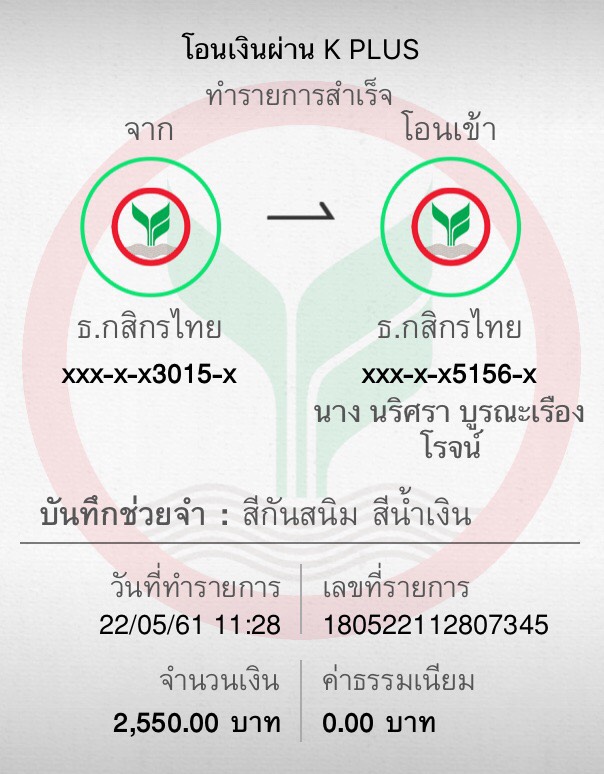 โอนเงินผ่าน K PLUS
ทำรายการสำเร็จ
จาก
โอนเข้า
ธ.กสิกรไทย
ธ.กสิกรไทย
xxx-x-x3015-x
xxx-x-x5156-x
นาง นริศรา บูรณะเรือง
โรจน์
บันทึกช่วยจำ : สีกันสนิม สีน้ำเงิน
วันที่ทำรายการ
เลขที่รายการ
22/05/61 11:28
180522112807345
จำนวนเงิน
ค่าธรรมเนียม
2,550.00 บาท
0.00 บาท